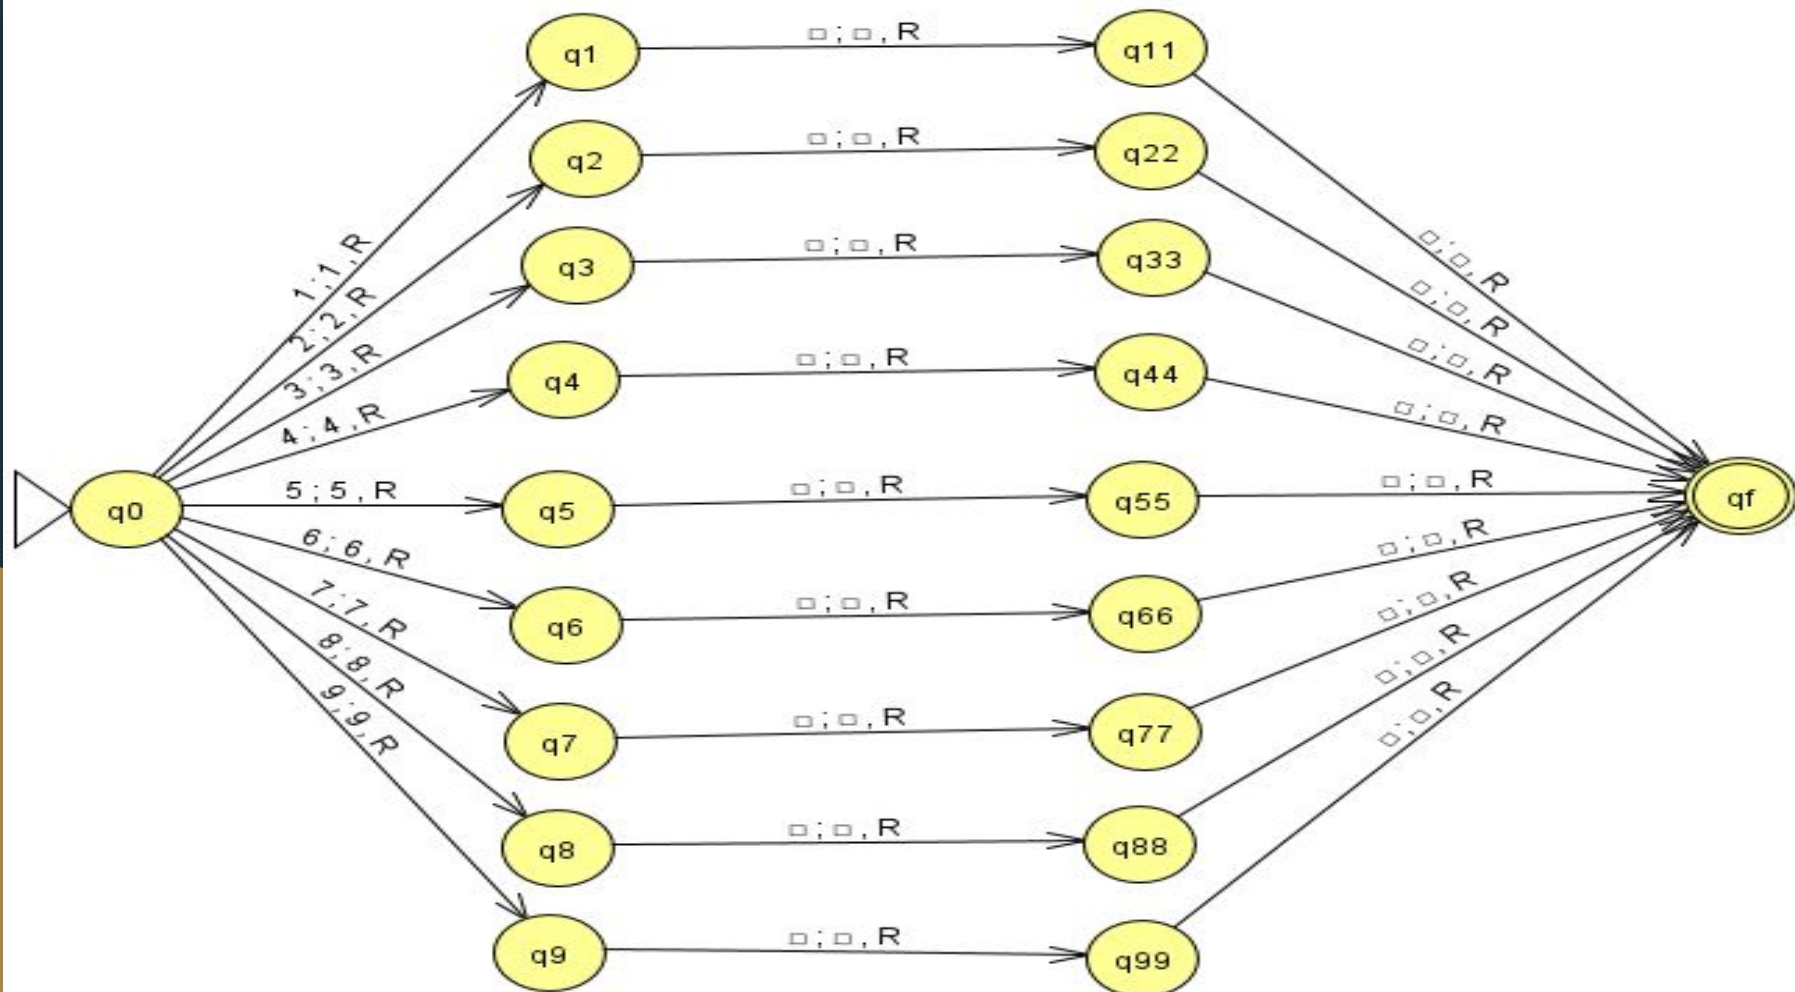 q1 □ ; □ , R q11
q2 □ ; □ , R q22
1 ; 1 , R
□ ; □ , R
q3 □ ; □ , R q33
2 ; 2 , R
□ ; □ , R
3 ; 3 , R
□ ; □ , R
q4 □ ; □ , R q44
4 ; 4 , R
□ ; □ , R
q0 5 ; 5 , R q5 □ ; □ , R q55 □ ; □ , R qf
6 ; 6 , R
□ ; □ , R
q6 □ ; □ , R q66
7 ; 7 , R
□ ; □ , R
8 ; 8 , R
□ ; □ , R
q7 □ ; □ , R q77
9 ; 9 , R
□ ; □ , R
q8 □ ; □ , R q88
q9 □ ; □ , R q99